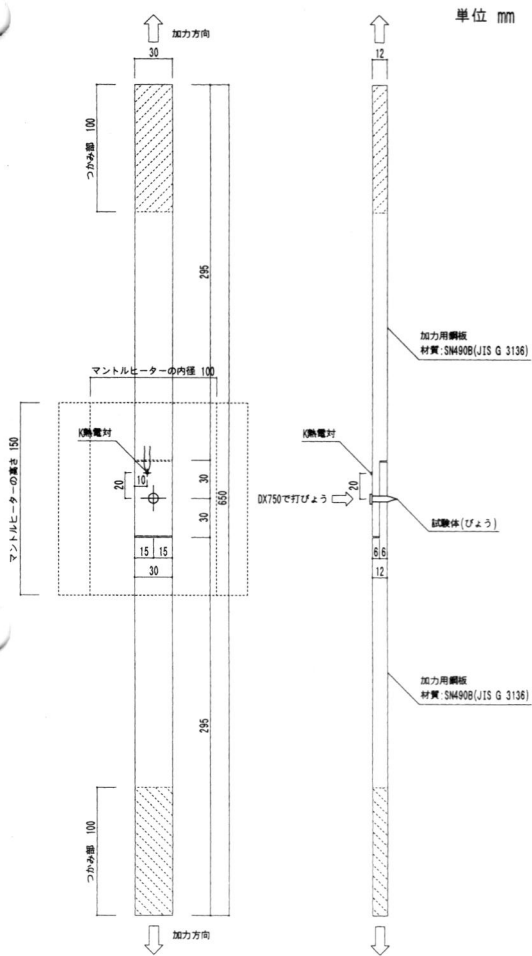 単位 mm
加力方向
30
12
つかみ部 100
295
加力用鋼板
材質:SN490B(JIS G 3136)
マントルヒーターの内径 100
マントルヒーターの高さ 150
K熱電対
K熱電対
10
20
30
650
20
DX750で打びょう
試験体(びょう)
30
15 15
6 6
30
12
加力用鋼板
材質:SN490B(JIS G 3136)
295
つかみ部 100
加力方向